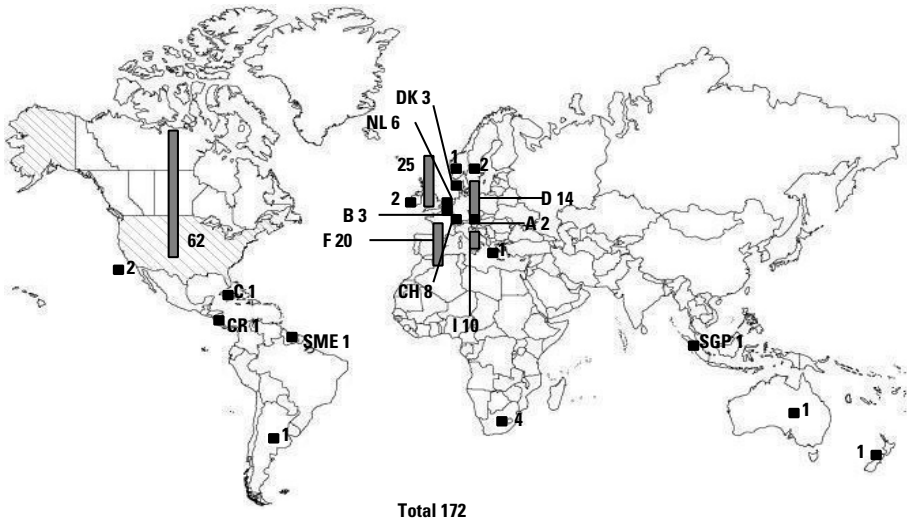 DK 3
NL 6
1
2
25
2
D 14
B 3
A 2
F 20
62
1
2
CH 8
C 1
I 10
CR 1
SME 1
SGP 1
1
4
1
1
Total 172